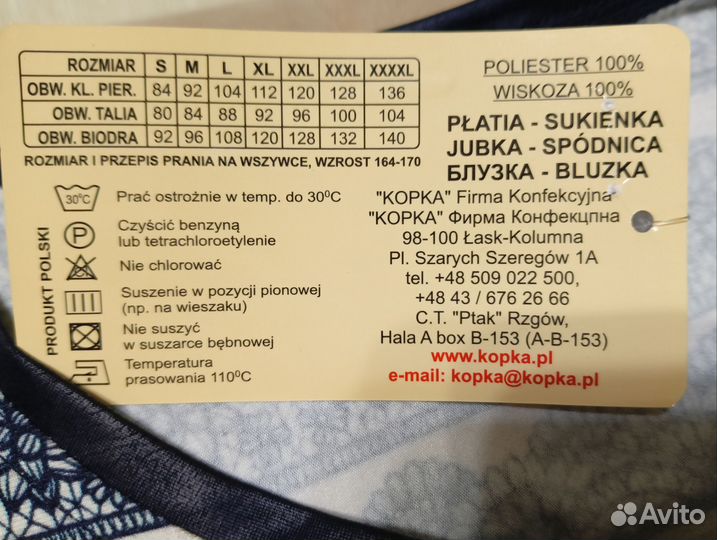 ROZMIAR S M L XL XXL XXXL XXXXL
OBW. KL. PIER. 84 92 104 112 120 128 136
OBW. TALIA 80 84 88 92 96 100 104
OBW. BIODRA 92 96 108 120 128 132 140
ROZMIAR I PRZEPIS PRANIA NA WSZYWCE, WZROST 164-170
PRODUKT POLSKI
30°C Prać ostrożnie w temp. do 30°C
P Czyścić benzyną
lub tetrachloroetylenie
Nie chlorować
Suszenie w pozycji pionowej
(np. na wieszaku)
Nie suszyć
w suszarce bębnowej
Temperatura
prasowania 110°C
POLIESTER 100%
WISKOZA 100%
PŁATIA - SUKIENKA
JUBKA - SPÓDNICA
БЛУЗКА - BLUZKA
"KOPKA" Firma Konfekcyjna
"KOPKA" Фирма Конфекцпна
98-100 Łask-Kolumna
Pl. Szarych Szeregów 1A
tel. +48 509 022 500,
+48 43 / 676 26 66
C.T. "Ptak" Rzgów,
Hala A box B-153 (A-B-153)
www.kopka.pl
e-mail: kopka@kopka.pl
Avito